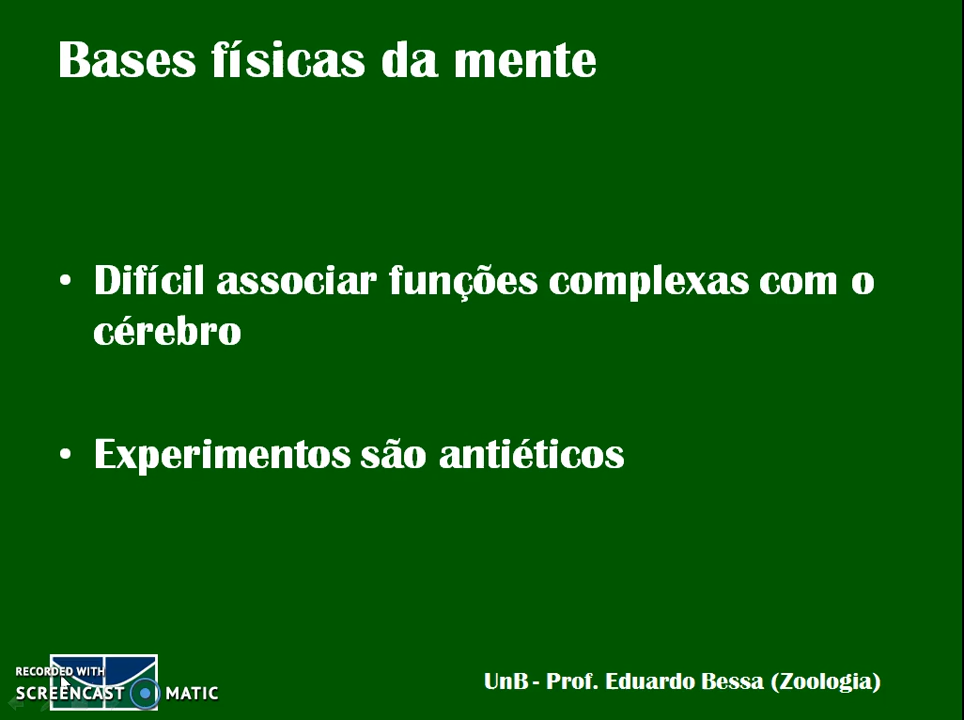 Bases físicas da mente
• Difícil associar funções complexas com o
cérebro
• Experimentos são antiéticos
RECORDED WITH
SCREENCAST MATIC
UnB - Prof. Eduardo Bessa (Zoologia)